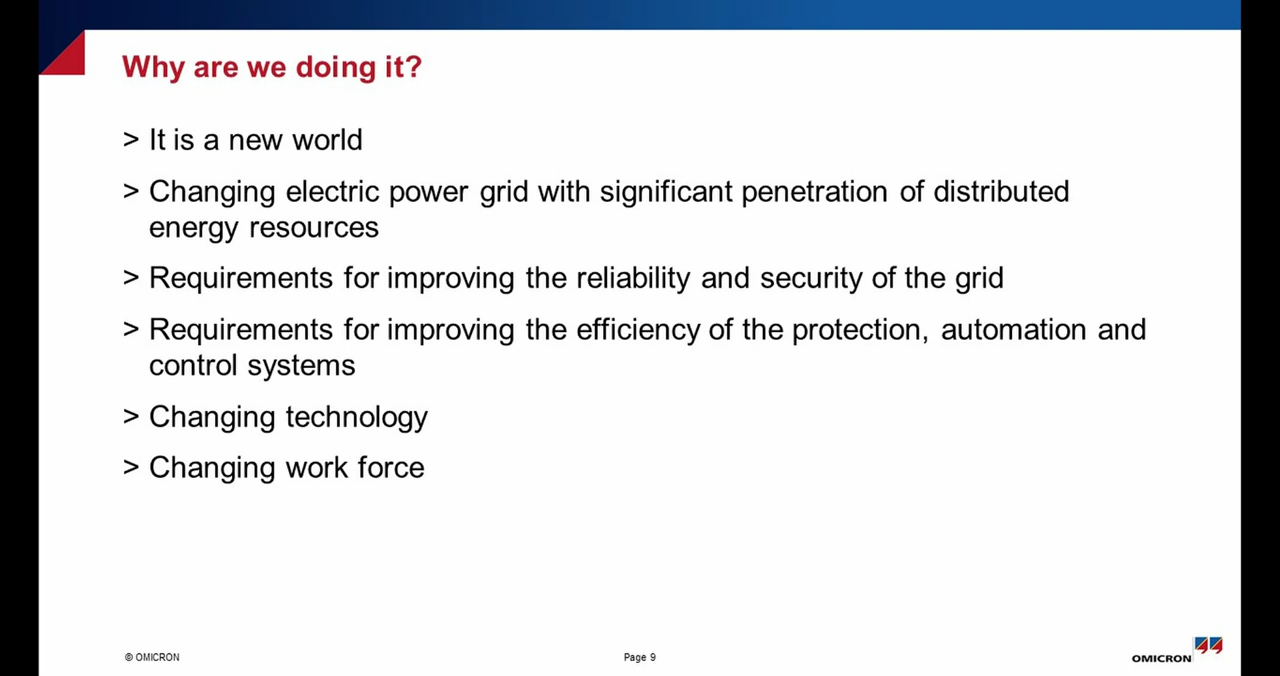 Why are we doing it?
> It is a new world
> Changing electric power grid with significant penetration of distributed
energy resources
> Requirements for improving the reliability and security of the grid
> Requirements for improving the efficiency of the protection, automation and
control systems
> Changing technology
> Changing work force
© OMICRON
Page 9
OMICRON